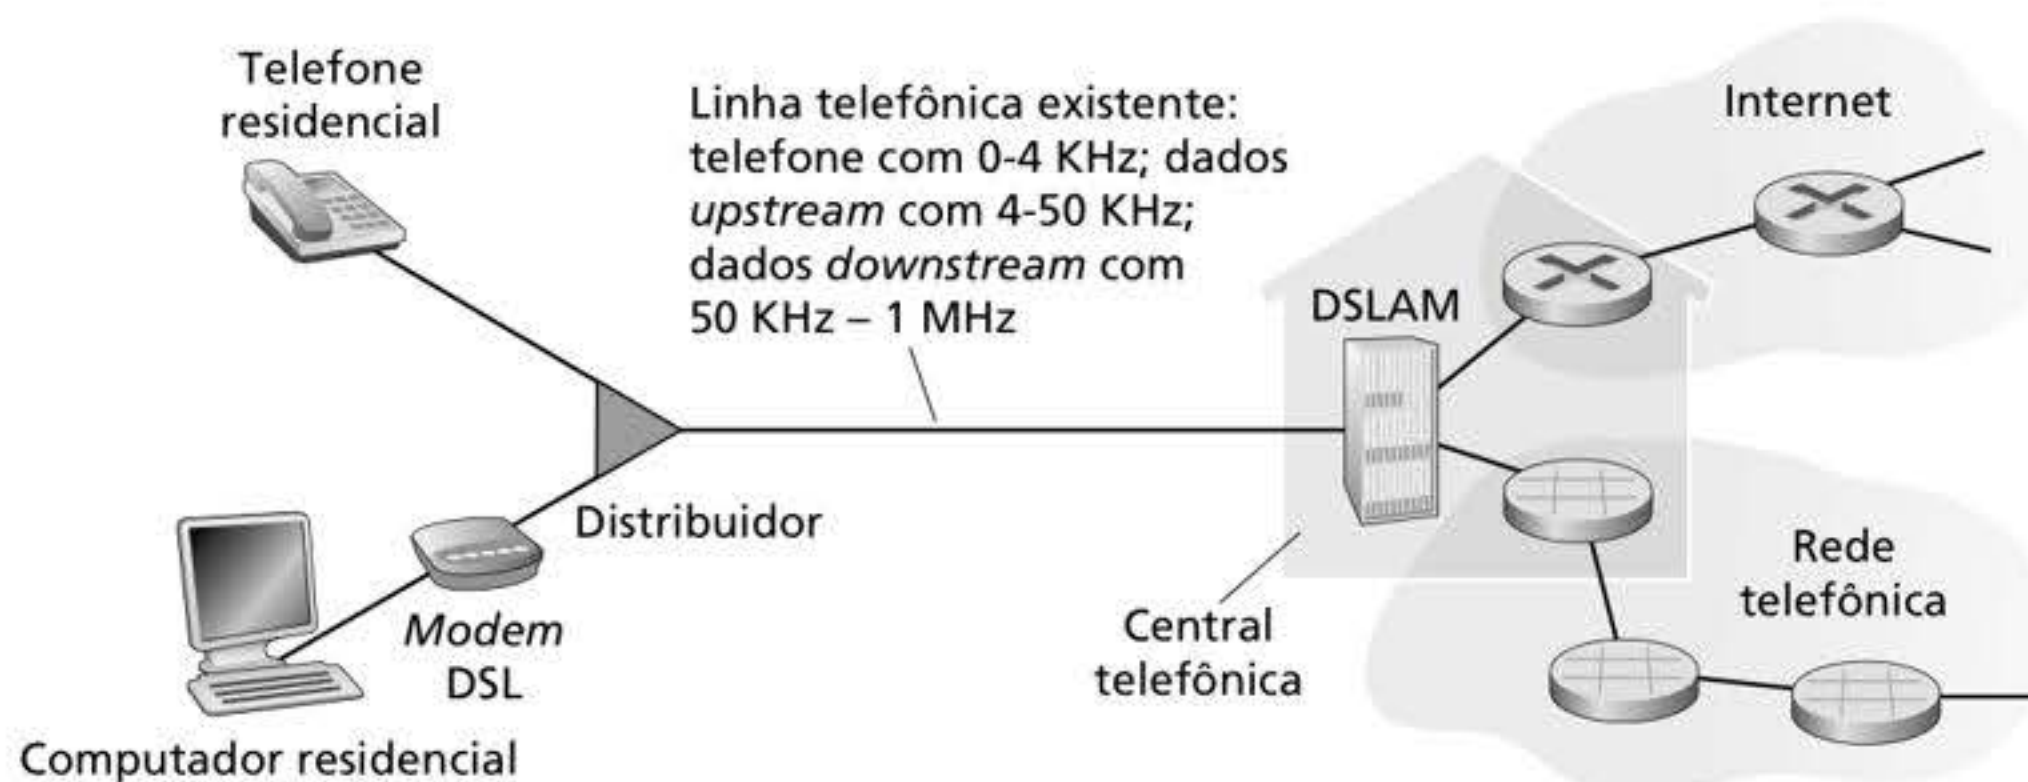 Telefone
residencial
Linha telefônica existente:
telefone com 0-4 KHz; dados
upstream com 4-50 KHz;
dados downstream com
50 KHz – 1 MHz
Internet
DSLAM
Distribuidor
Modem
DSL
Computador residencial
Central
telefônica
Rede
telefônica